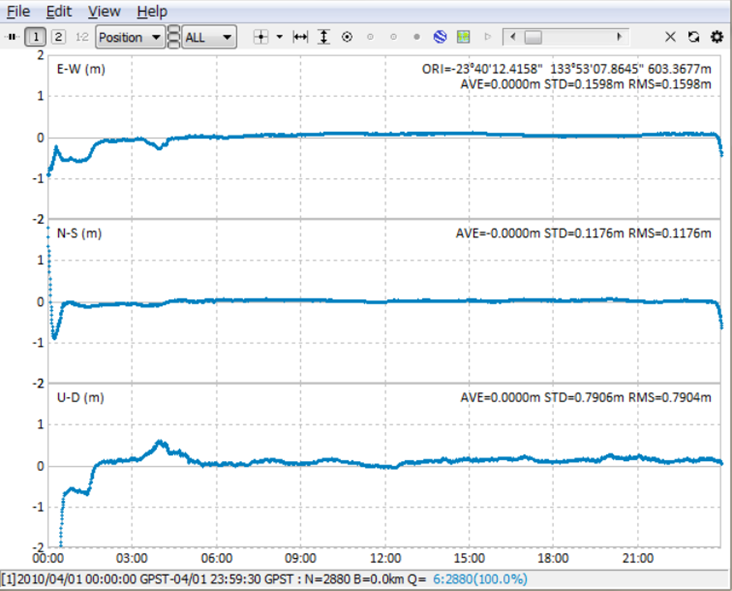 File Edit View Help
1 2 1-2 Position ALL
2
E-W (m)
ORI=-23°40'12.4158" 133°53'07.8645" 603.3677m
AVE=0.0000m STD=0.1598m RMS=0.1598m
1
0
-1
-2
N-S (m)
AVE=-0.0000m STD=0.1176m RMS=0.1176m
1
0
-1
-2
U-D (m)
AVE=0.0000m STD=0.7906m RMS=0.7904m
1
0
-1
-2
00:00 03:00 06:00 09:00 12:00 15:00 18:00 21:00
[1]2010/04/01 00:00:00 GPST-04/01 23:59:30 GPST : N=2880 B=0.0km Q= 6:2880(100.0%)